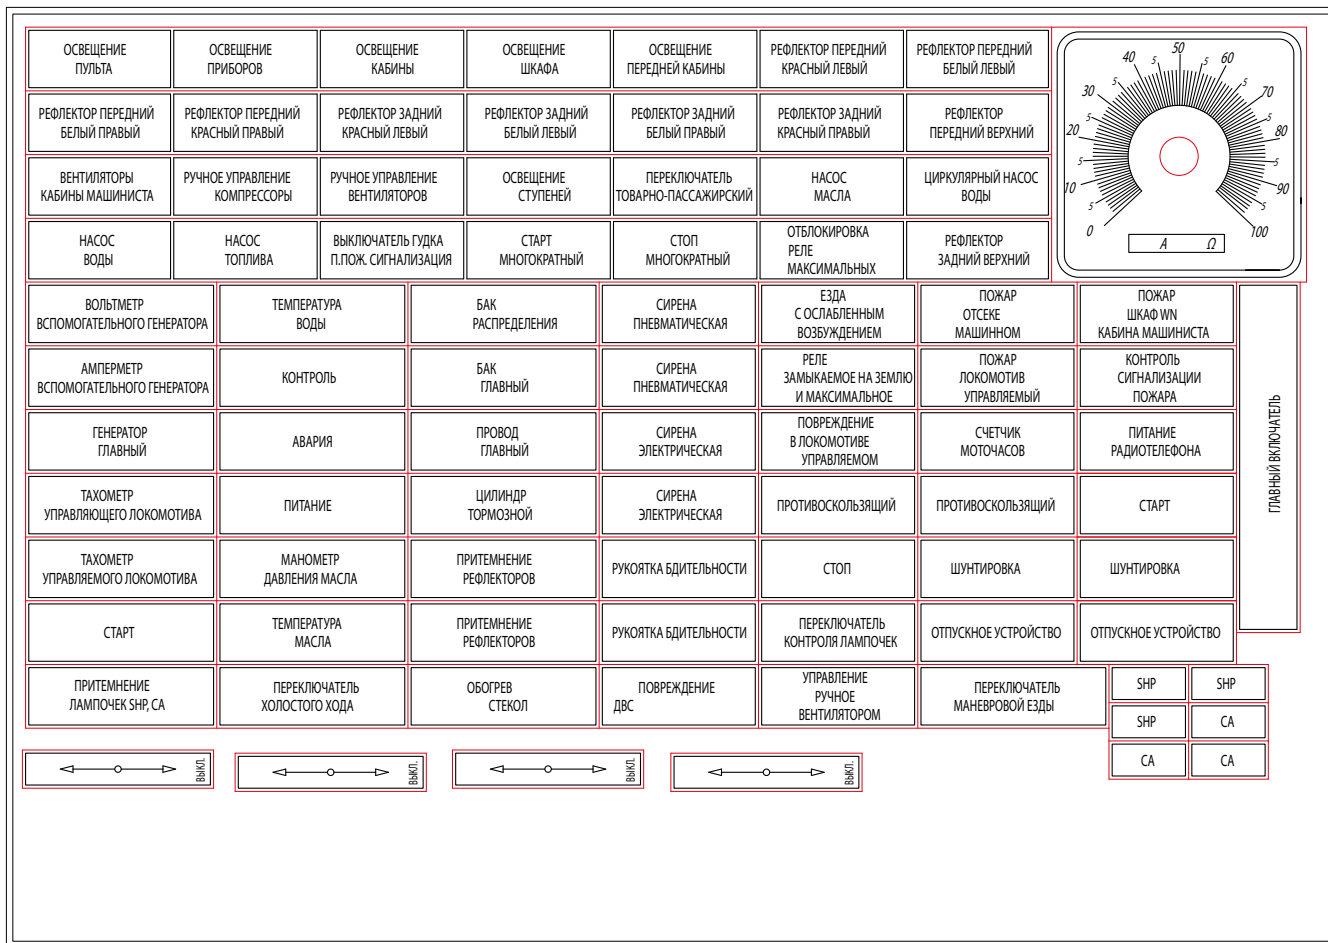 ОСВЕЩЕНИЕ
ПУЛЬТА
ОСВЕЩЕНИЕ
ПРИБОРОВ
ОСВЕЩЕНИЕ
КАБИНЫ
ОСВЕЩЕНИЕ
ШКАФА
ОСВЕЩЕНИЕ
ПЕРЕДНЕЙ КАБИНЫ
РЕФЛЕКТОР ПЕРЕДНИЙ
КРАСНЫЙ ЛЕВЫЙ
РЕФЛЕКТОР ПЕРЕДНИЙ
БЕЛЫЙ ЛЕВЫЙ
РЕФЛЕКТОР ПЕРЕДНИЙ
БЕЛЫЙ ПРАВЫЙ
РЕФЛЕКТОР ПЕРЕДНИЙ
КРАСНЫЙ ПРАВЫЙ
РЕФЛЕКТОР ЗАДНИЙ
КРАСНЫЙ ЛЕВЫЙ
РЕФЛЕКТОР ЗАДНИЙ
БЕЛЫЙ ЛЕВЫЙ
РЕФЛЕКТОР ЗАДНИЙ
БЕЛЫЙ ПРАВЫЙ
РЕФЛЕКТОР ЗАДНИЙ
КРАСНЫЙ ПРАВЫЙ
РЕФЛЕКТОР
ПЕРЕДНИЙ ВЕРХНИЙ
ВЕНТИЛЯТОРЫ
КАБИНЫ МАШИНИСТА
РУЧНОЕ УПРАВЛЕНИЕ
КОМПРЕССОРЫ
РУЧНОЕ УПРАВЛЕНИЕ
ВЕНТИЛЯТОРОВ
ОСВЕЩЕНИЕ
СТУПЕНЕЙ
ПЕРЕКЛЮЧАТЕЛЬ
ТОВАРНО-ПАССАЖИРСКИЙ
НАСОС
МАСЛА
ЦИРКУЛЯРНЫЙ НАСОС
ВОДЫ
НАСОС
ВОДЫ
НАСОС
ТОПЛИВА
ВЫКЛЮЧАТЕЛЬ ГУДКА
П.ПОЖ. СИГНАЛИЗАЦИЯ
СТАРТ
МНОГОКРАТНЫЙ
СТОП
МНОГОКРАТНЫЙ
ОТБЛОКИРОВКА
РЕЛЕ
МАКСИМАЛЬНЫХ
РЕФЛЕКТОР
ЗАДНИЙ ВЕРХНИЙ
0
5
10
5
20
5
30
5
40
5
50
5
60
5
70
5
80
5
90
5
100
A Ω
ВОЛЬТМЕТР
ВСПОМОГАТЕЛЬНОГО ГЕНЕРАТОРА
ТЕМПЕРАТУРА
ВОДЫ
БАК
РАСПРЕДЕЛЕНИЯ
СИРЕНА
ПНЕВМАТИЧЕСКАЯ
ЕЗДА
С ОСЛАБЛЕННЫМ
ВОЗБУЖДЕНИЕМ
ПОЖАР
ОТСЕКЕ
МАШИННОМ
ПОЖАР
ШКАФ WN
КАБИНА МАШИНИСТА
АМПЕРМЕТР
ВСПОМОГАТЕЛЬНОГО ГЕНЕРАТОРА
КОНТРОЛЬ
БАК
ГЛАВНЫЙ
СИРЕНА
ПНЕВМАТИЧЕСКАЯ
РЕЛЕ
ЗАМЫКАЕМОЕ НА ЗЕМЛЮ
И МАКСИМАЛЬНОЕ
ПОЖАР
ЛОКОМОТИВ
УПРАВЛЯЕМЫЙ
КОНТРОЛЬ
СИГНАЛИЗАЦИИ
ПОЖАРА
ГЕНЕРАТОР
ГЛАВНЫЙ
АВАРИЯ
ПРОВОД
ГЛАВНЫЙ
СИРЕНА
ЭЛЕКТРИЧЕСКАЯ
ПОВРЕЖДЕНИЕ
В ЛОКОМОТИВЕ
УПРАВЛЯЕМОМ
СЧЕТЧИК
МОТОЧАСОВ
ПИТАНИЕ
РАДИОТЕЛЕФОНА
ТАХОМЕТР
УПРАВЛЯЮЩЕГО ЛОКОМОТИВА
ПИТАНИЕ
ЦИЛИНДР
ТОРМОЗНОЙ
СИРЕНА
ЭЛЕКТРИЧЕСКАЯ
ПРОТИВОСКОЛЬЗЯЩИЙ
ПРОТИВОСКОЛЬЗЯЩИЙ
СТАРТ
ТАХОМЕТР
УПРАВЛЯЕМОГО ЛОКОМОТИВА
МАНОМЕТР
ДАВЛЕНИЯ МАСЛА
ПРИТЕМНЕНИЕ
РЕФЛЕКТОРОВ
РУКОЯТКА БДИТЕЛЬНОСТИ
СТОП
ШУНТИРОВКА
ШУНТИРОВКА
СТАРТ
ТЕМПЕРАТУРА
МАСЛА
ПРИТЕМНЕНИЕ
РЕФЛЕКТОРОВ
РУКОЯТКА БДИТЕЛЬНОСТИ
ПЕРЕКЛЮЧАТЕЛЬ
КОНТРОЛЯ ЛАМПОЧЕК
ОТПУСКНОЕ УСТРОЙСТВО
ОТПУСКНОЕ УСТРОЙСТВО
ГЛАВНЫЙ ВКЛЮЧАТЕЛЬ
ПРИТЕМНЕНИЕ
ЛАМПОЧЕК SHP, CA
ПЕРЕКЛЮЧАТЕЛЬ
ХОЛОСТОГО ХОДА
ОБОГРЕВ
СТЕКОЛ
ПОВРЕЖДЕНИЕ
ДВС
УПРАВЛЕНИЕ
РУЧНОЕ
ВЕНТИЛЯТОРОМ
ПЕРЕКЛЮЧАТЕЛЬ
МАНЕВРОВОЙ ЕЗДЫ
SHP
SHP
SHP
CA
CA
CA
ВЫКЛ.
ВЫКЛ.
ВЫКЛ.
ВЫКЛ.